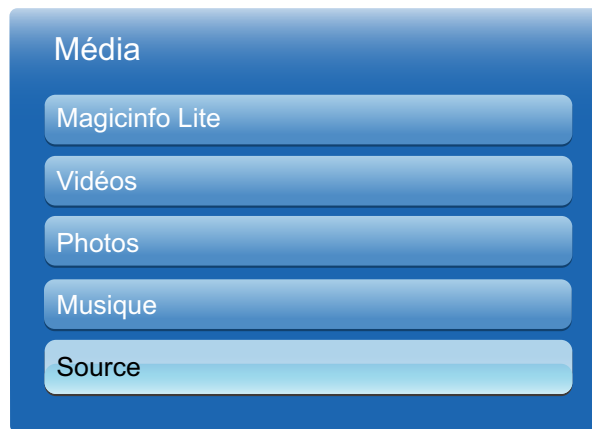 Média
Magicinfo Lite
Vidéos
Photos
Musique
Source